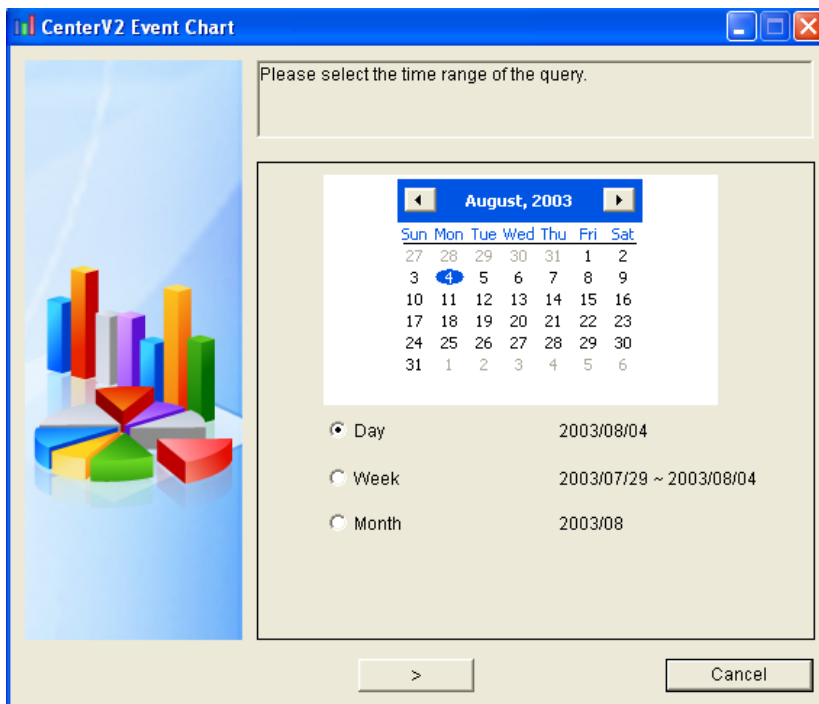 CenterV2 Event Chart
Please select the time range of the query.
August, 2003
Sun Mon Tue Wed Thu Fri Sat
27 28 29 30 31 1 2
3 4 5 6 7 8 9
10 11 12 13 14 15 16
17 18 19 20 21 22 23
24 25 26 27 28 29 30
31 1 2 3 4 5 6
Day 2003/08/04
Week 2003/07/29 ~ 2003/08/04
Month 2003/08
> Cancel